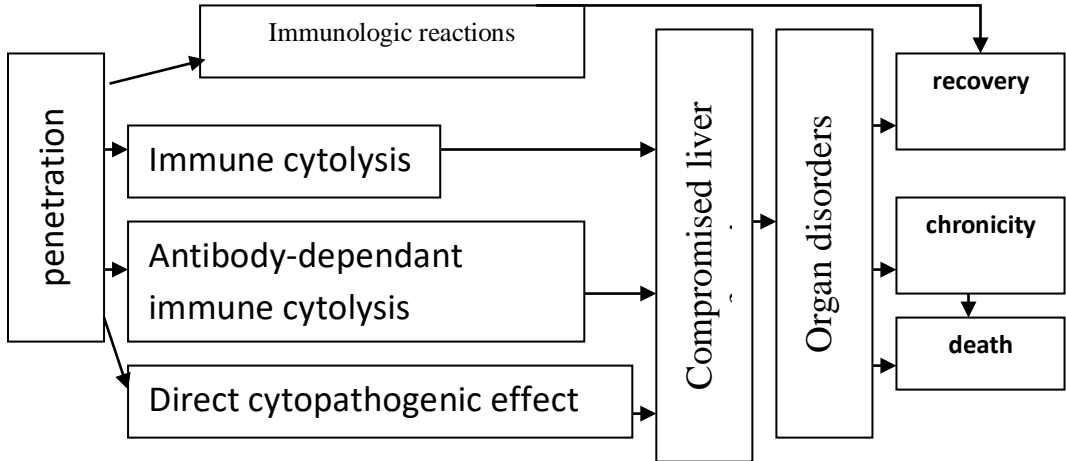 Immunologic reactions
penetration
Immune cytolysis
Antibody-dependant
immune cytolysis
Direct cytopathogenic effect
Compromised liver
Organ disorders
recovery
chronicity
death